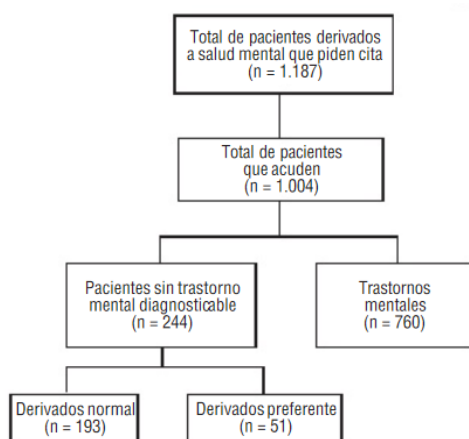 Total de pacientes derivados
a salud mental que piden cita
(n = 1.187)
Total de pacientes
que acuden
(n = 1.004)
Pacientes sin trastorno
mental diagnosticable
(n = 244)
Trastornos
mentales
(n = 760)
Derivados normal
(n = 193)
Derivados preferente
(n = 51)